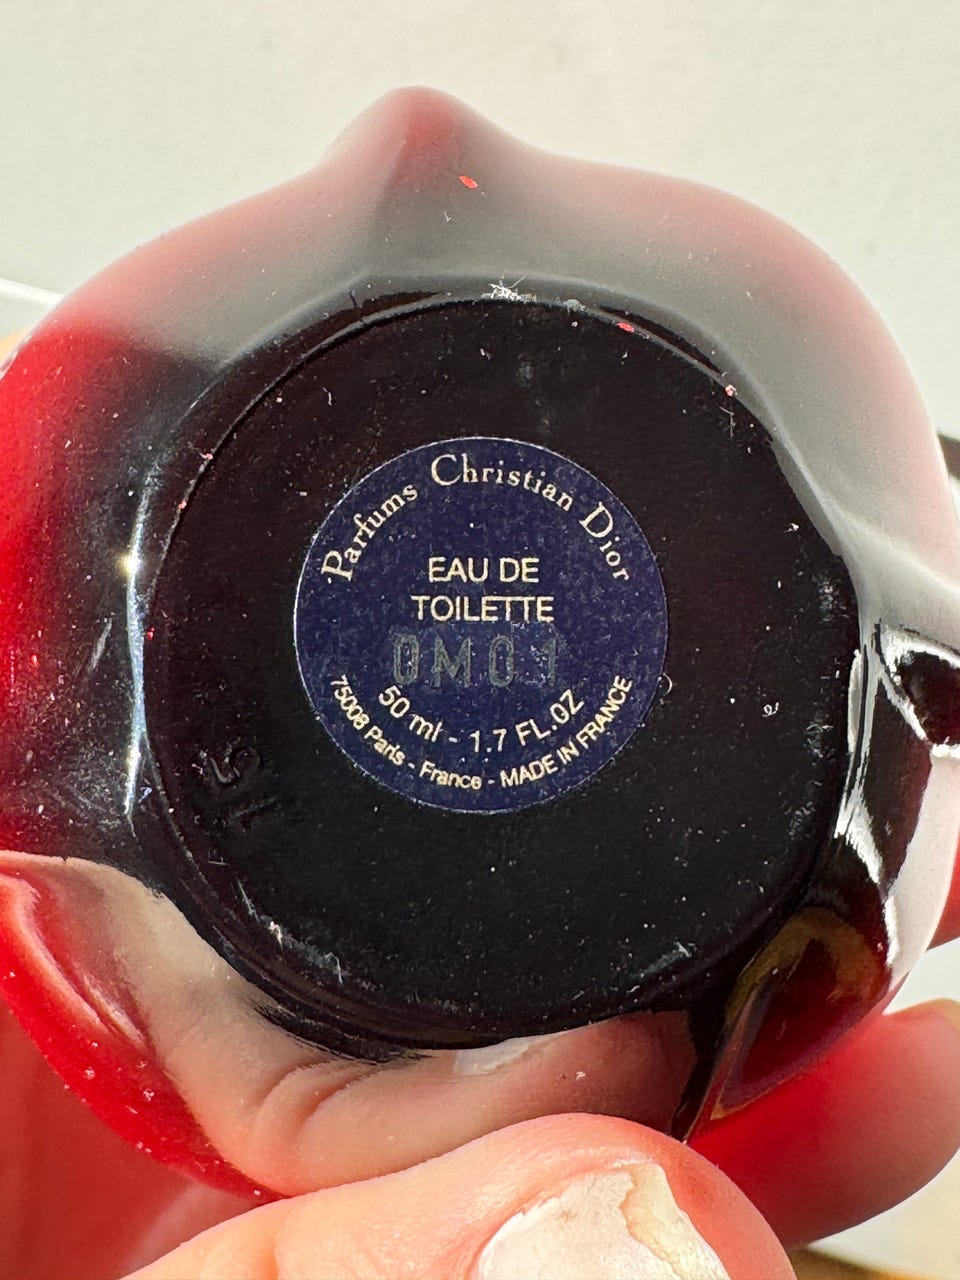 Parfums Christian Dior
EAU DE
TOILETTE
0M01
50 ml - 1.7 FL.OZ
75008 Paris - France - MADE IN FRANCE